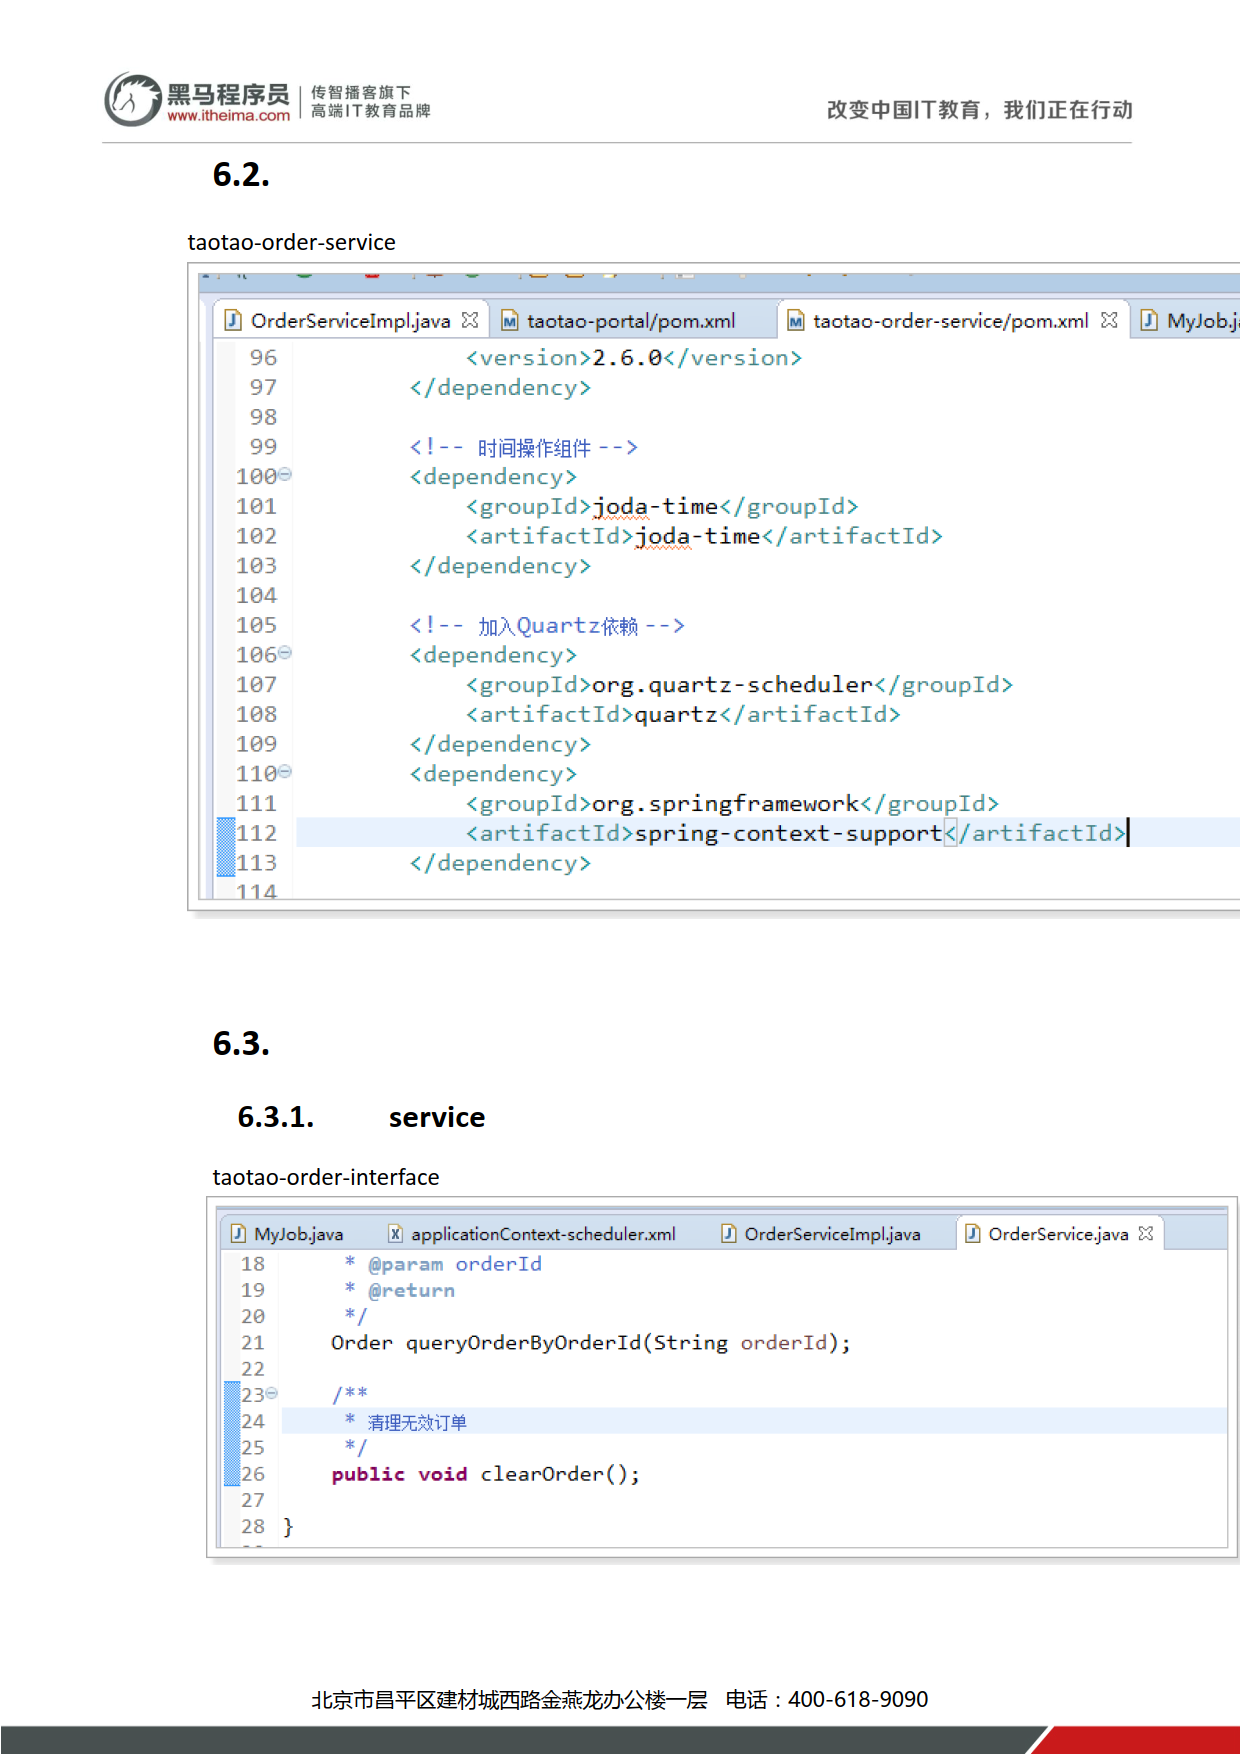 黑马程序员
www.itheima.com
传智播客旗下
高端IT教育品牌
改变中国IT教育，我们正在行动
6.2.
taotao-order-service
OrderServiceImpl.java taotao-portal/pom.xml taotao-order-service/pom.xml MyJob.j
96 <version>2.6.0</version>
97 </dependency>
98
99 <!-- 时间操作组件 -->
100 <dependency>
101 <groupId>joda-time</groupId>
102 <artifactId>joda-time</artifactId>
103 </dependency>
104
105 <!-- 加入Quartz依赖 -->
106 <dependency>
107 <groupId>org.quartz-scheduler</groupId>
108 <artifactId>quartz</artifactId>
109 </dependency>
110 <dependency>
111 <groupId>org.springframework</groupId>
112 <artifactId>spring-context-support</artifactId>
113 </dependency>
114
6.3.
6.3.1. service
taotao-order-interface
MyJob.java applicationContext-scheduler.xml OrderServiceImpl.java OrderService.java
18 * @param orderId
19 * @return
20 */
21 Order queryOrderByOrderId(String orderId);
22
23 /**
24 * 清理无效订单
25 */
26 public void clearOrder();
27
28 }
北京市昌平区建材城西路金燕龙办公楼一层 电话：400-618-9090